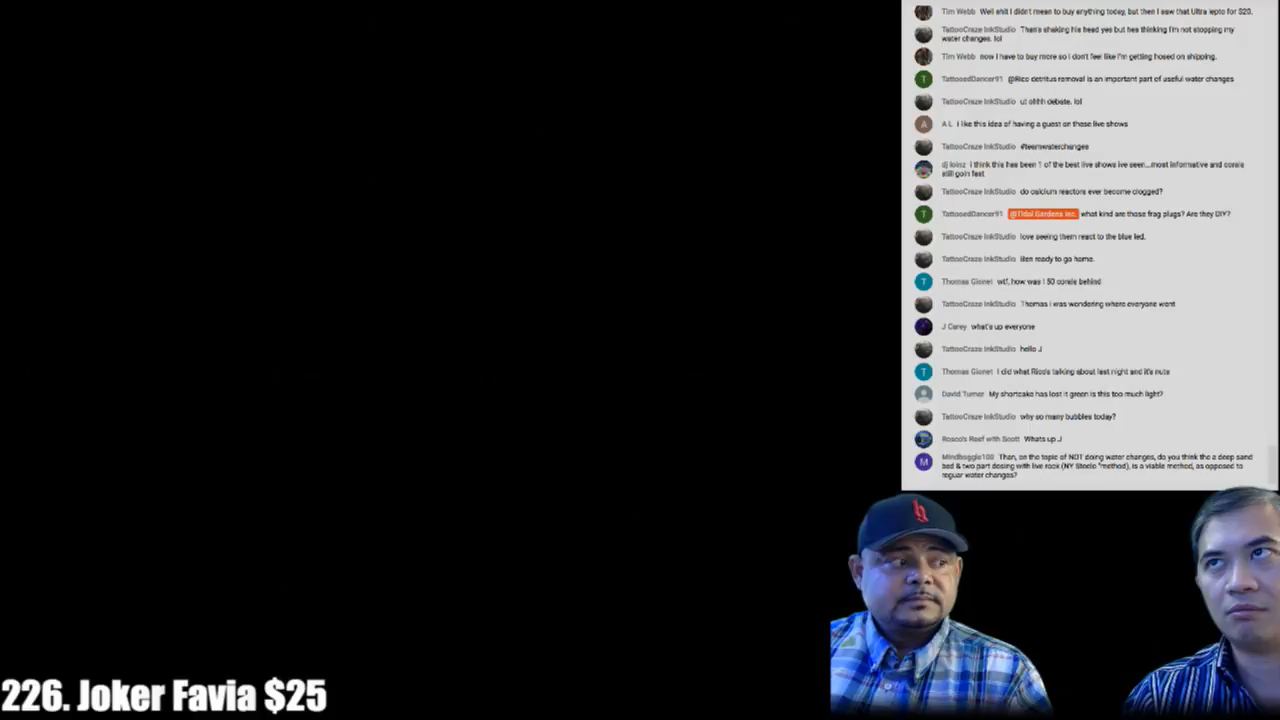 Tim Webb Well shit I didn't mean to buy anything today, but then I saw that Ultra lepto for $20.
TattooCraze InkStudio Than's shaking his head yes but hes thinking I'm not stopping my
water changes. lol
Tim Webb now I have to buy more so I don't feel like I'm getting hosed on shipping.
T TattosedDancer91 @Rico detritus removal is an important part of useful water changes
TattooCraze InkStudio ut ohhh debate. lol
A A L i like this idea of having a guest on these live shows
TattooCraze InkStudio #teamwaterchanges
dj loinz i think this has been 1 of the best live shows ive seen...most informative and corals
still goin fast
TattooCraze InkStudio do calcium reactors ever become clogged?
T TattosedDancer91 @Tidal Gardens Inc. what kind are those frag plugs? Are they DIY?
TattooCraze InkStudio love seeing them react to the blue led.
TattooCraze InkStudio ready to go home.
T Thomas Gionet wtf. how was I 50 corals behind
TattooCraze InkStudio Thomas I was wondering where everyone went
J Carey what's up everyone
TattooCraze InkStudio hello J
T Thomas Gionet I did what Rico's talking about last night and it's nuts
David Turner My shortcake has lost it green is this too much light?
TattooCraze InkStudio why so many bubbles today?
Rosco's Reef with Scott Whats up J
M Mindboggle100 Than, on the topic of NOT doing water changes, do you think the a deep sand
bed & two part dosing with live rock (NY Steelo "method), is a viable method, as opposed to
reguar water changes?
226. Joker Favia $25